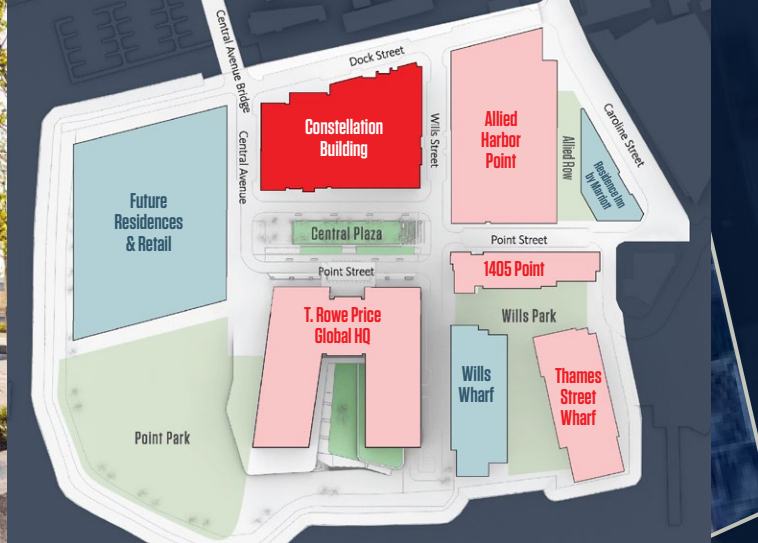 Central Avenue Bridge
Dock Street
Constellation
Building
Wills Street
Allied
Harbor
Point
Allied Row
Caroline Street
Residence Inn
by Marriott
Central Avenue
Future
Residences
& Retail
Central Plaza
Point Street
Point Street
1405 Point
T. Rowe Price
Global HQ
Wills Park
Wills
Wharf
Thames
Street
Wharf
Point Park